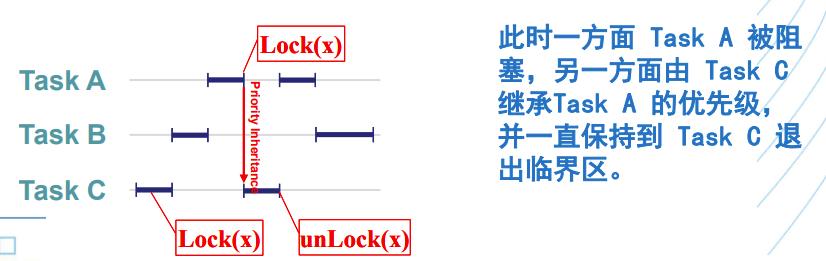 Lock(x)
Task A
Priority Inheritance
Task B
Task C
Lock(x)
unLock(x)
此时一方面 Task A 被阻
塞，另一方面由 Task C
继承Task A 的优先级，
并一直保持到 Task C 退
出临界区。